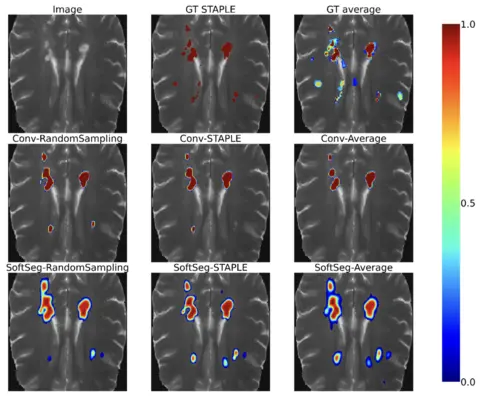 Image GT STAPLE GT average
1.0
Conv-RandomSampling Conv-STAPLE Conv-Average
0.5
SoftSeg-RandomSampling SoftSeg-STAPLE SoftSeg-Average
0.0